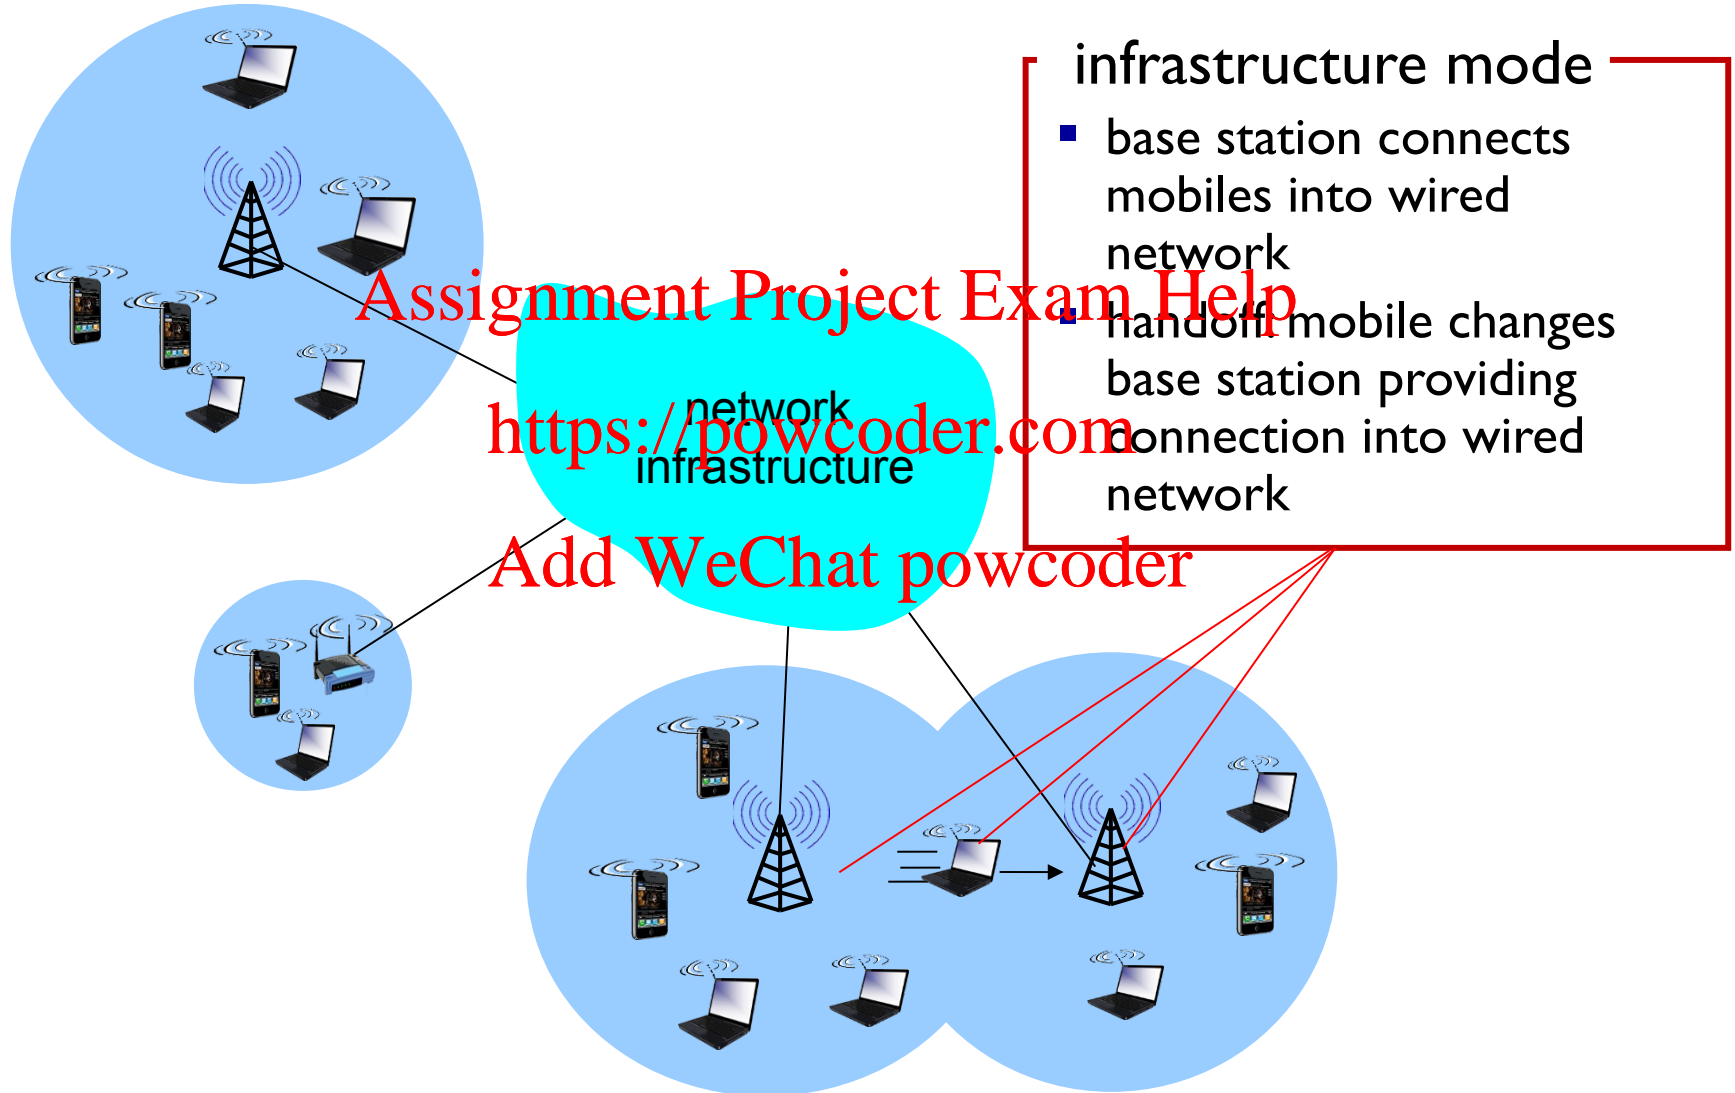 infrastructure mode
base station connects
mobiles into wired
network
handoff: mobile changes
base station providing
connection into wired
network
network
infrastructure
Assignment Project Exam Help
https://powcoder.com
Add WeChat powcoder